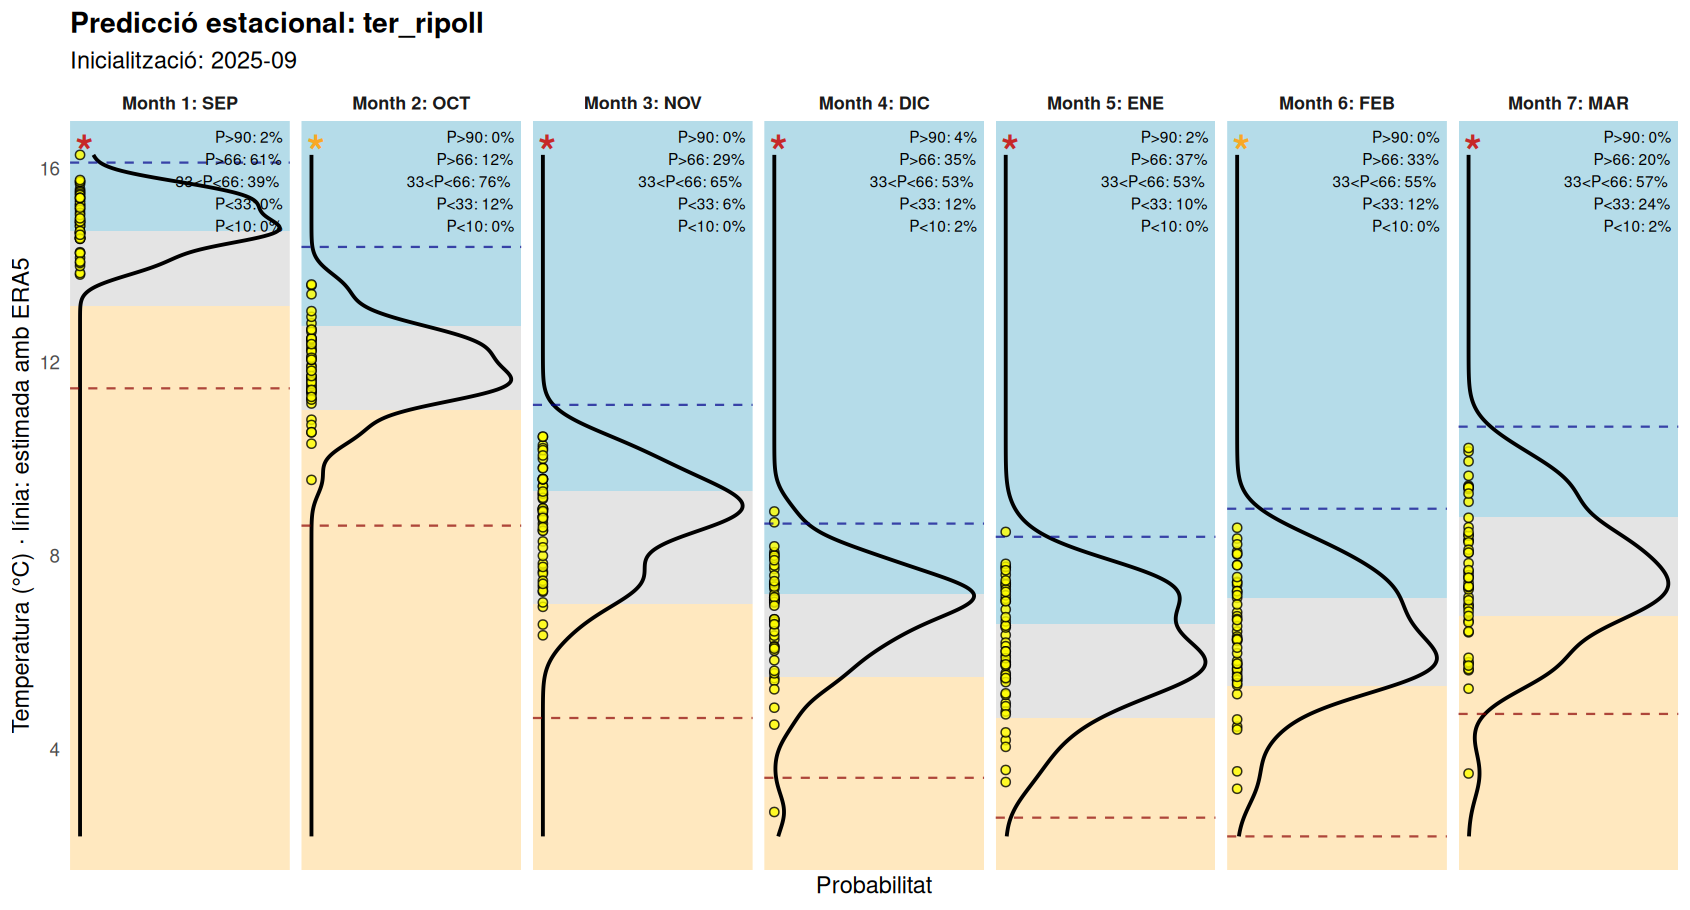 Predicció estacional: ter_ripoll
Inicialització: 2025-09
Month 1: SEP
Month 2: OCT
Month 3: NOV
Month 4: DIC
Month 5: ENE
Month 6: FEB
Month 7: MAR
*
P>90: 2%
P>66: 61%
33<P<66: 39%
P<33: 0%
P<10: 0%
*
P>90: 0%
P>66: 12%
33<P<66: 76%
P<33: 12%
P<10: 0%
*
P>90: 0%
P>66: 29%
33<P<66: 65%
P<33: 6%
P<10: 0%
*
P>90: 4%
P>66: 35%
33<P<66: 53%
P<33: 12%
P<10: 2%
*
P>90: 2%
P>66: 37%
33<P<66: 53%
P<33: 10%
P<10: 0%
*
P>90: 0%
P>66: 33%
33<P<66: 55%
P<33: 12%
P<10: 0%
*
P>90: 0%
P>66: 20%
33<P<66: 57%
P<33: 24%
P<10: 2%
16
12
8
4
Temperatura (°C) · línia: estimada amb ERA5
Probabilitat